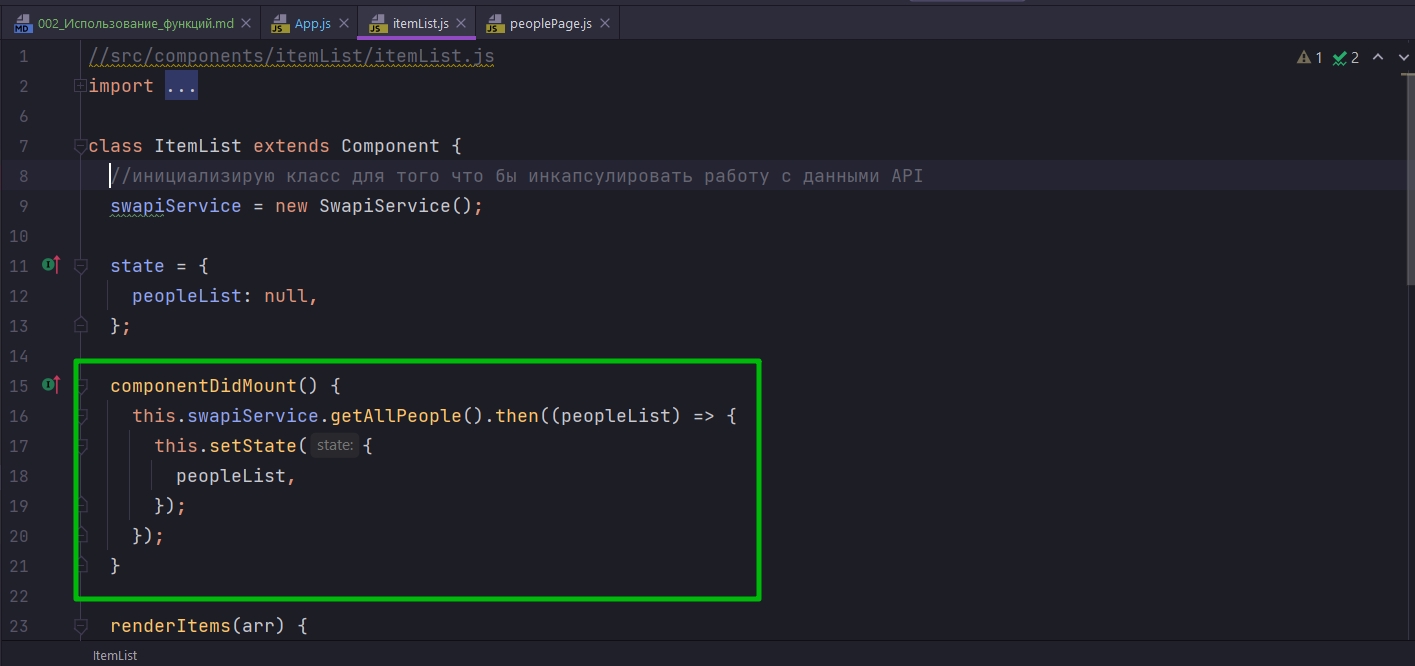 002_Использование_функций.md App.js itemList.js peoplePage.js
1 //src/components/itemList/itemList.js 1 2
2 import ...
6
7 class ItemList extends Component {
8 //инициализирую класс для того что бы инкапсулировать работу с данными API
9 swapiService = new SwapiService();
10
11 state = {
12 peopleList: null,
13 };
14
15 componentDidMount() {
16 this.swapiService.getAllPeople().then((peopleList) => {
17 this.setState( state: {
18 peopleList,
19 });
20 });
21 }
22
23 renderItems(arr) {
ItemList